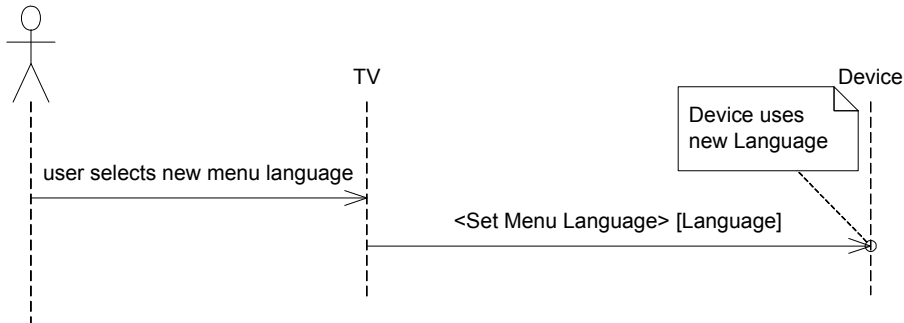 TV
Device
Device uses
new Language
user selects new menu language
<Set Menu Language> [Language]